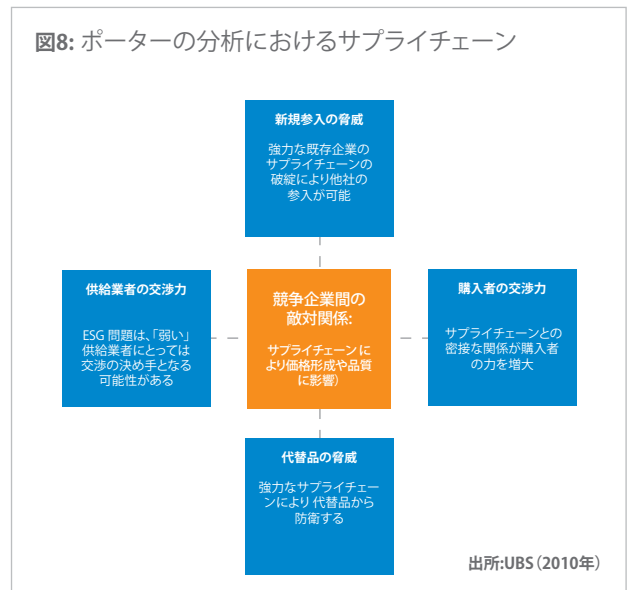 図8: ポーターの分析におけるサプライチェーン
新規参入の脅威
強力な既存企業の
サプライチェーンの
破綻により他社の
参入が可能
供給業者の交渉力
ESG 問題は、「弱い」
供給業者にとっては
交渉の決め手となる
可能性がある
競争企業間の
敵対関係:
サプライチェーンに
より価格形成や品質
に影響)
購入者の交渉力
サプライチェーンとの
密接な関係が購入者
の力を増大
代替品の脅威
強力なサプライチェー
ンにより 代替品から
防衛する
出所:UBS(2010年)